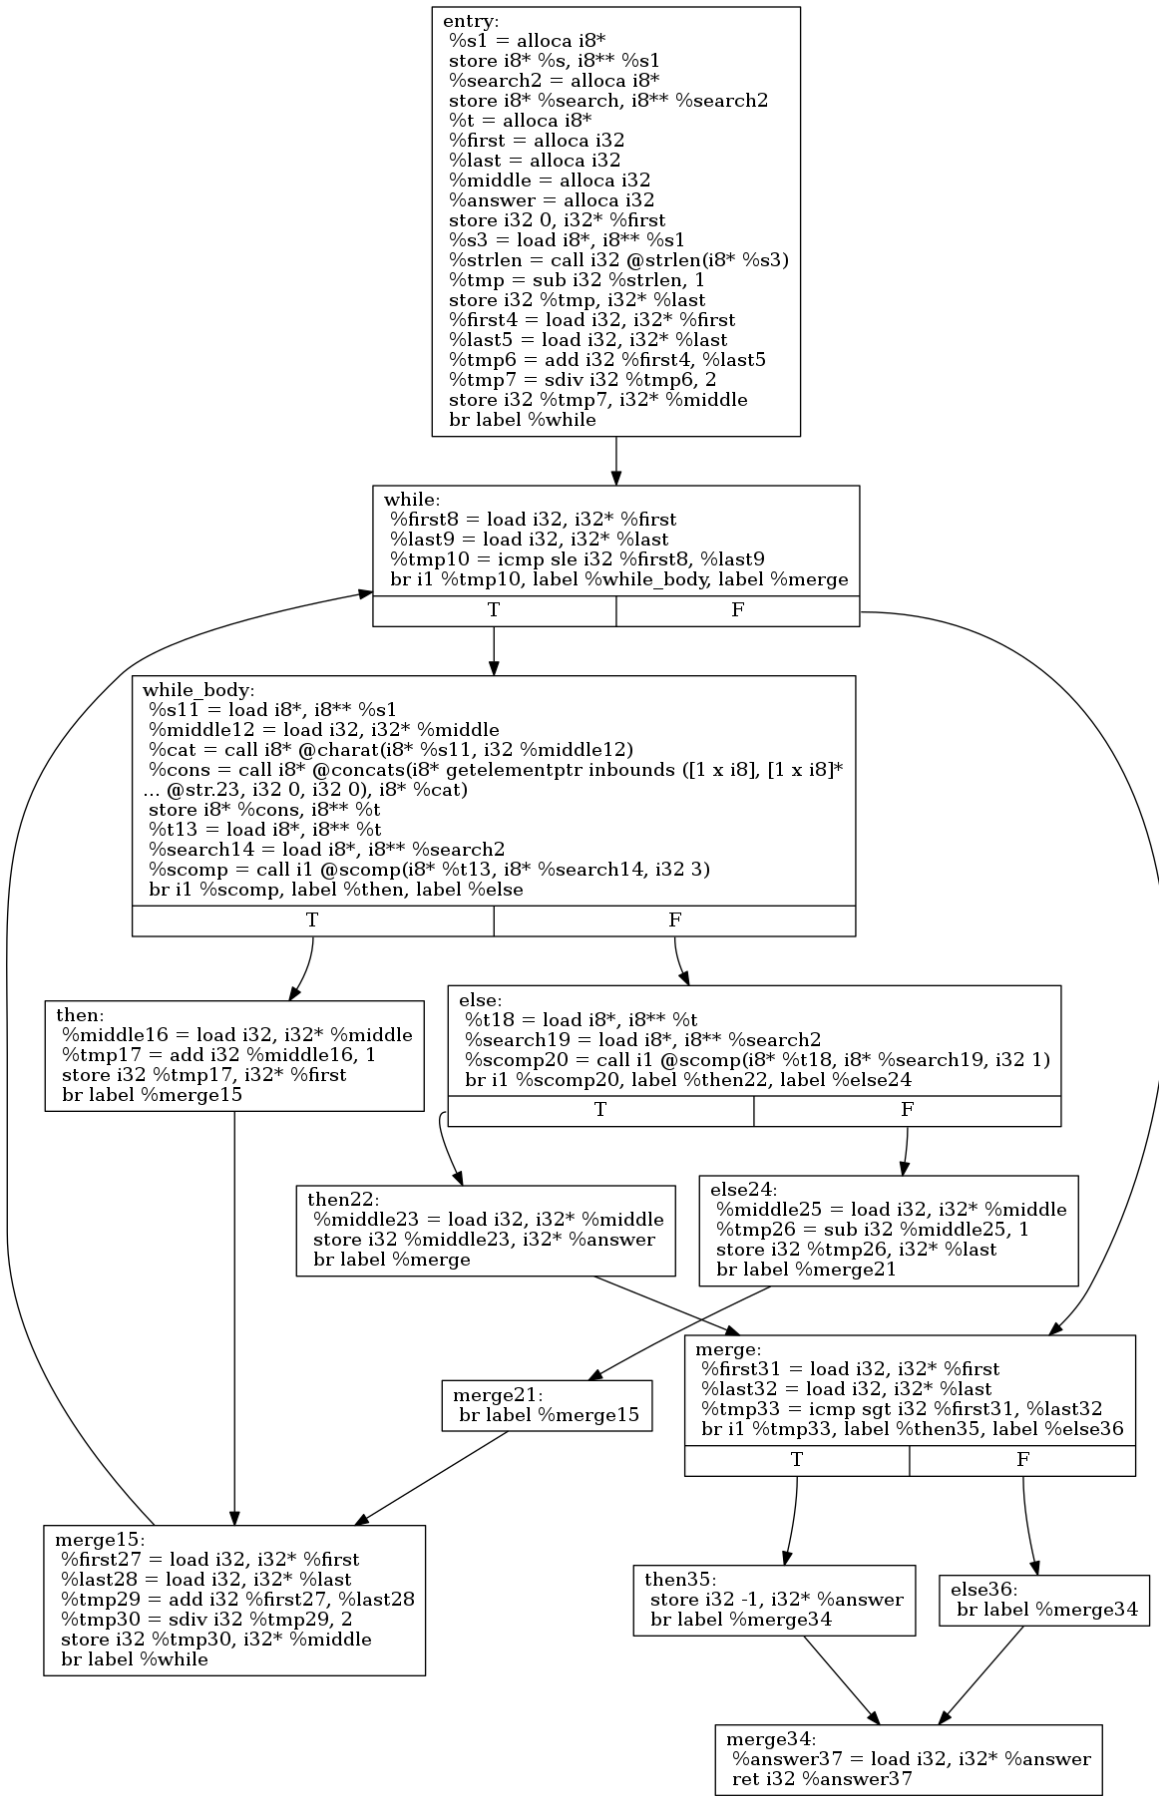 entry:
%s1 = alloca i8*
store i8* %s, i8** %s1
%search2 = alloca i8*
store i8* %search, i8** %search2
%t = alloca i8*
%first = alloca i32
%last = alloca i32
%middle = alloca i32
%answer = alloca i32
store i32 0, i32* %first
%s3 = load i8*, i8** %s1
%strlen = call i32 @strlen(i8* %s3)
%tmp = sub i32 %strlen, 1
store i32 %tmp, i32* %last
%first4 = load i32, i32* %first
%last5 = load i32, i32* %last
%tmp6 = add i32 %first4, %last5
%tmp7 = sdiv i32 %tmp6, 2
store i32 %tmp7, i32* %middle
br label %while
while:
%first8 = load i32, i32* %first
%last9 = load i32, i32* %last
%tmp10 = icmp sle i32 %first8, %last9
br i1 %tmp10, label %while_body, label %merge
T F
while_body:
%s11 = load i8*, i8** %s1
%middle12 = load i32, i32* %middle
%cat = call i8* @charat(i8* %s11, i32 %middle12)
%cons = call i8* @concats(i8* getelementptr inbounds ([1 x i8], [1 x i8]*
... @str.23, i32 0, i32 0), i8* %cat)
store i8* %cons, i8** %t
%t13 = load i8*, i8** %t
%search14 = load i8*, i8** %search2
%scomp = call i1 @scomp(i8* %t13, i8* %search14, i32 3)
br i1 %scomp, label %then, label %else
T F
then:
%middle16 = load i32, i32* %middle
%tmp17 = add i32 %middle16, 1
store i32 %tmp17, i32* %first
br label %merge15
else:
%t18 = load i8*, i8** %t
%search19 = load i8*, i8** %search2
%scomp20 = call i1 @scomp(i8* %t18, i8* %search19, i32 1)
br i1 %scomp20, label %then22, label %else24
T F
then22:
%middle23 = load i32, i32* %middle
store i32 %middle23, i32* %answer
br label %merge
else24:
%middle25 = load i32, i32* %middle
%tmp26 = sub i32 %middle25, 1
store i32 %tmp26, i32* %last
br label %merge21
merge:
%first31 = load i32, i32* %first
%last32 = load i32, i32* %last
%tmp33 = icmp sgt i32 %first31, %last32
br i1 %tmp33, label %then35, label %else36
T F
merge21:
br label %merge15
merge15:
%first27 = load i32, i32* %first
%last28 = load i32, i32* %last
%tmp29 = add i32 %first27, %last28
%tmp30 = sdiv i32 %tmp29, 2
store i32 %tmp30, i32* %middle
br label %while
then35:
store i32 -1, i32* %answer
br label %merge34
else36:
br label %merge34
merge34:
%answer37 = load i32, i32* %answer
ret i32 %answer37